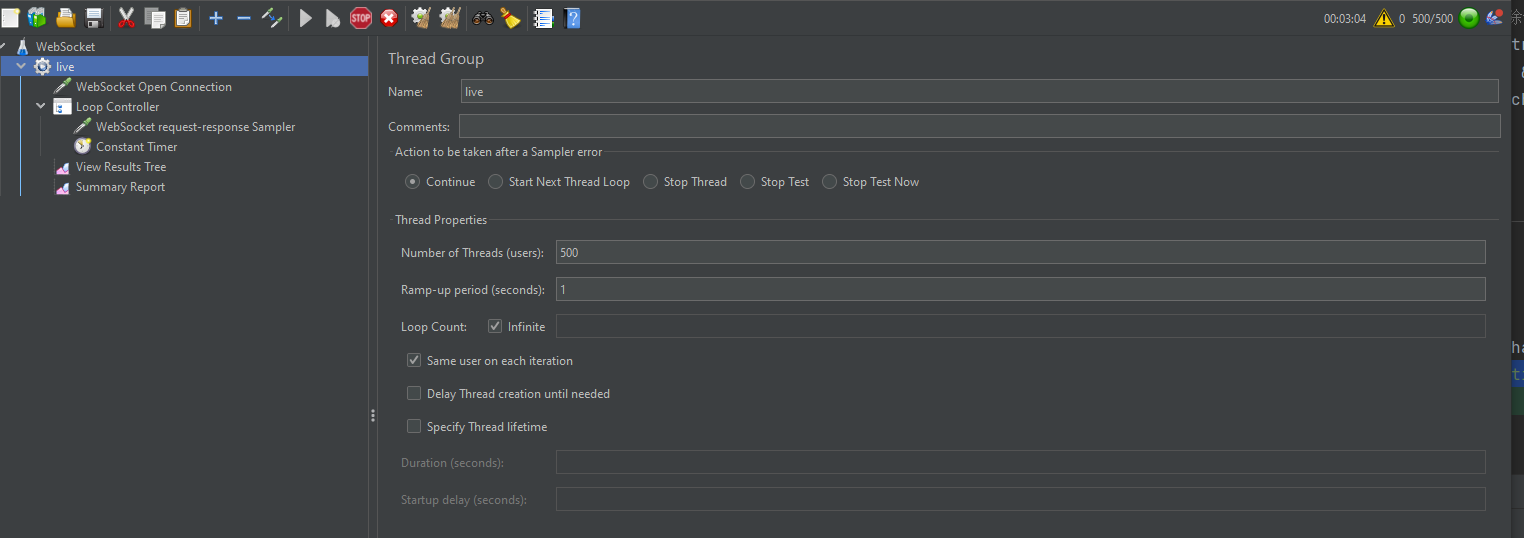 00:03:04 0 500/500
WebSocket
live
WebSocket Open Connection
Loop Controller
WebSocket request-response Sampler
Constant Timer
View Results Tree
Summary Report
Thread Group
Name: live
Comments:
Action to be taken after a Sampler error
Continue Start Next Thread Loop Stop Thread Stop Test Stop Test Now
Thread Properties
Number of Threads (users): 500
Ramp-up period (seconds): 1
Loop Count: Infinite
Same user on each iteration
Delay Thread creation until needed
Specify Thread lifetime
Duration (seconds):
Startup delay (seconds):